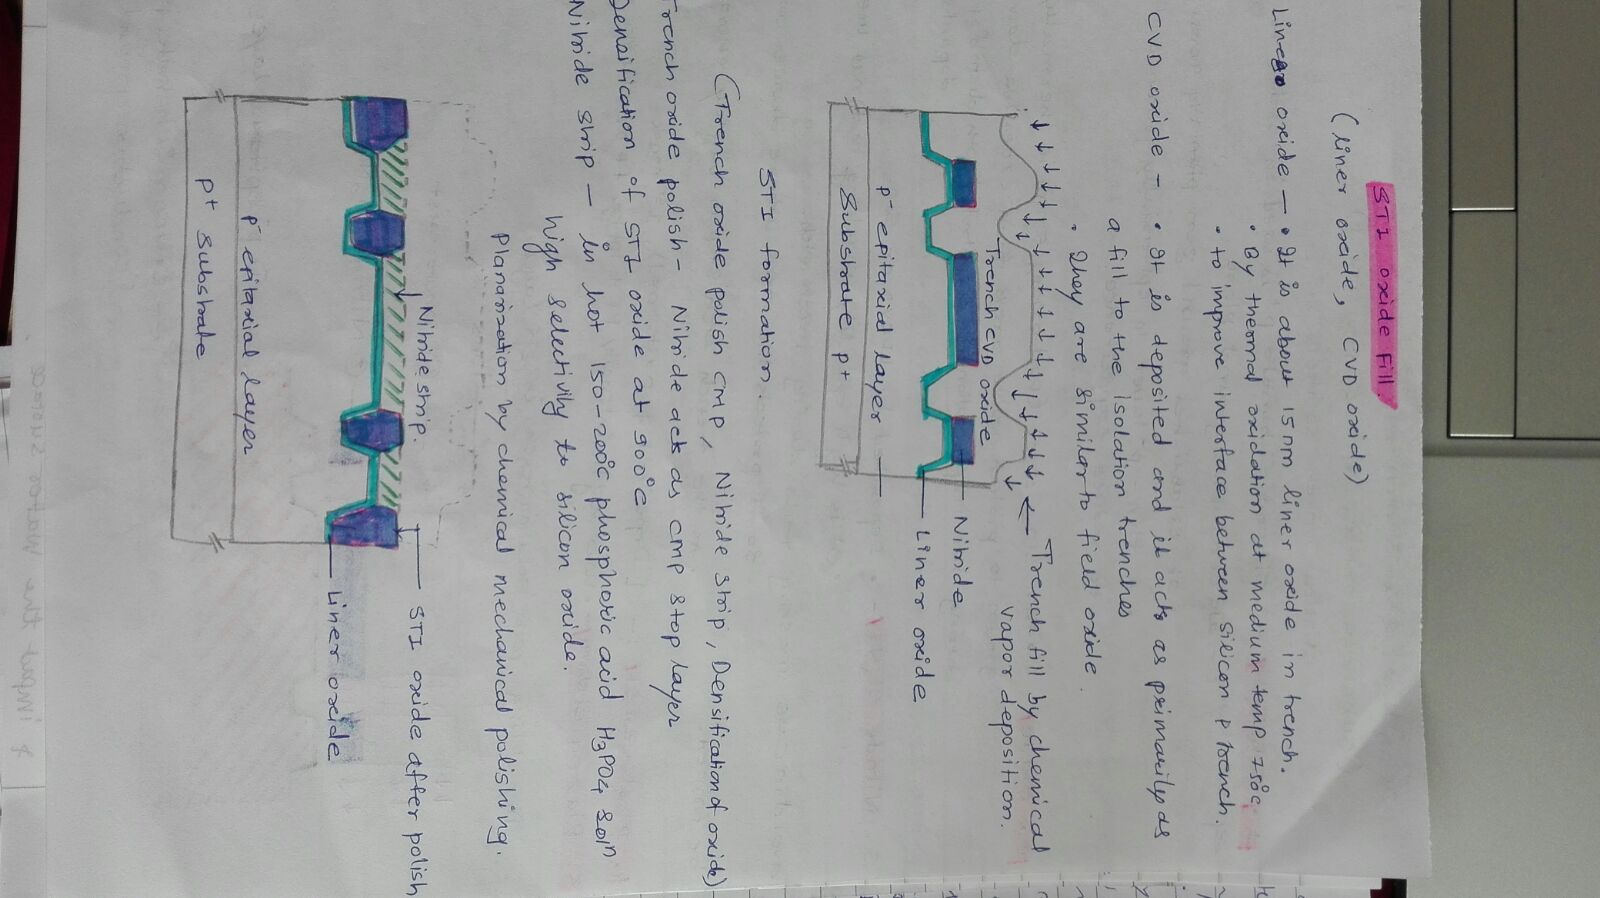 STI oxide Fill.
(liner oxide, CVD oxide)
Liner oxide — • It is about 15nm liner oxide in trench.
• By thermal oxidation at medium temp 750°c
• to improve interface between silicon & trench.
CVD oxide – • It is deposited and it acts as primarily as
a fill to the isolation trenches
• They are similar to field oxide.
Trench fill by chemical
vapor deposition.
Trench CVD oxide
Nitride
Liner oxide
P⁻ epitaxial layer
Substrate P+
STI formation.
(Trench oxide polish CMP, Nitride strip, Densification of oxide)
Trench oxide polish – Nitride acts as CMP stop layer
Densification of STI oxide at 900°c
Nitride strip — in hot 150–200°c phosphoric acid H3PO4 solⁿ
high selectivity to silicon oxide.
Planarization by chemical mechanical polishing.
Nitride strip.
STI oxide after polish
Liner oxide
P⁻ epitaxial layer
P+ substrate